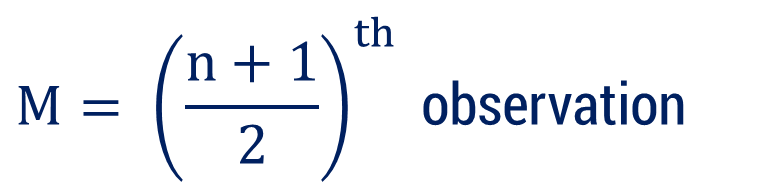 M = ((n + 1)/2)^th observation